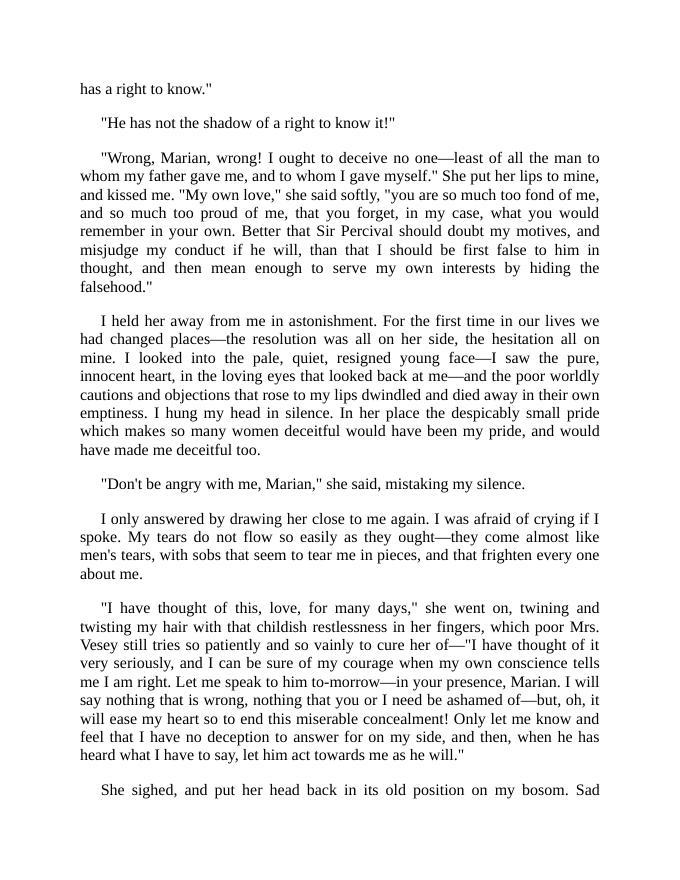 has a right to know."
"He has not the shadow of a right to know it!"
"Wrong, Marian, wrong! I ought to deceive no one—least of all the man to
whom my father gave me, and to whom I gave myself." She put her lips to mine,
and kissed me. "My own love," she said softly, "you are so much too fond of me,
and so much too proud of me, that you forget, in my case, what you would
remember in your own. Better that Sir Percival should doubt my motives, and
misjudge my conduct if he will, than that I should be first false to him in
thought, and then mean enough to serve my own interests by hiding the
falsehood."
I held her away from me in astonishment. For the first time in our lives we
had changed places—the resolution was all on her side, the hesitation all on
mine. I looked into the pale, quiet, resigned young face—I saw the pure,
innocent heart, in the loving eyes that looked back at me—and the poor worldly
cautions and objections that rose to my lips dwindled and died away in their own
emptiness. I hung my head in silence. In her place the despicably small pride
which makes so many women deceitful would have been my pride, and would
have made me deceitful too.
"Don't be angry with me, Marian," she said, mistaking my silence.
I only answered by drawing her close to me again. I was afraid of crying if I
spoke. My tears do not flow so easily as they ought—they come almost like
men's tears, with sobs that seem to tear me in pieces, and that frighten every one
about me.
"I have thought of this, love, for many days," she went on, twining and
twisting my hair with that childish restlessness in her fingers, which poor Mrs.
Vesey still tries so patiently and so vainly to cure her of—"I have thought of it
very seriously, and I can be sure of my courage when my own conscience tells
me I am right. Let me speak to him to-morrow—in your presence, Marian. I will
say nothing that is wrong, nothing that you or I need be ashamed of—but, oh, it
will ease my heart so to end this miserable concealment! Only let me know and
feel that I have no deception to answer for on my side, and then, when he has
heard what I have to say, let him act towards me as he will."
She sighed, and put her head back in its old position on my bosom. Sad